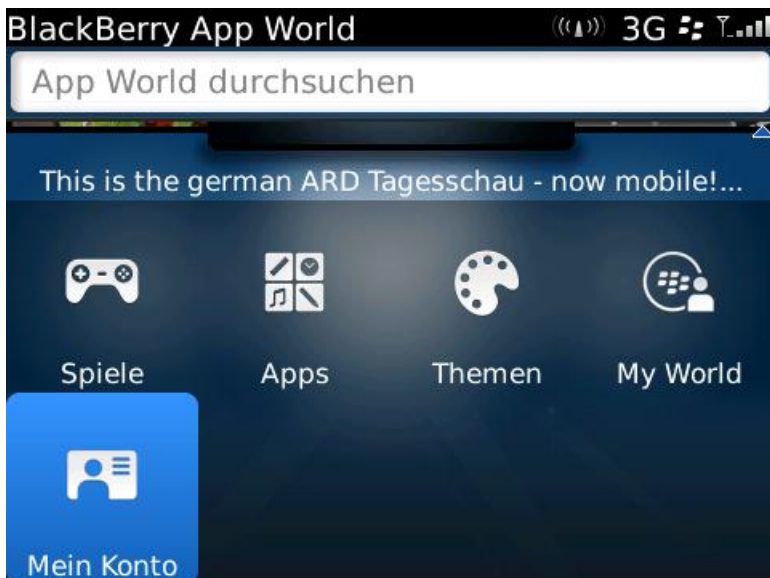 BlackBerry App World 3G
App World durchsuchen
This is the german ARD Tagesschau - now mobile!...
Spiele Apps Themen My World
Mein Konto